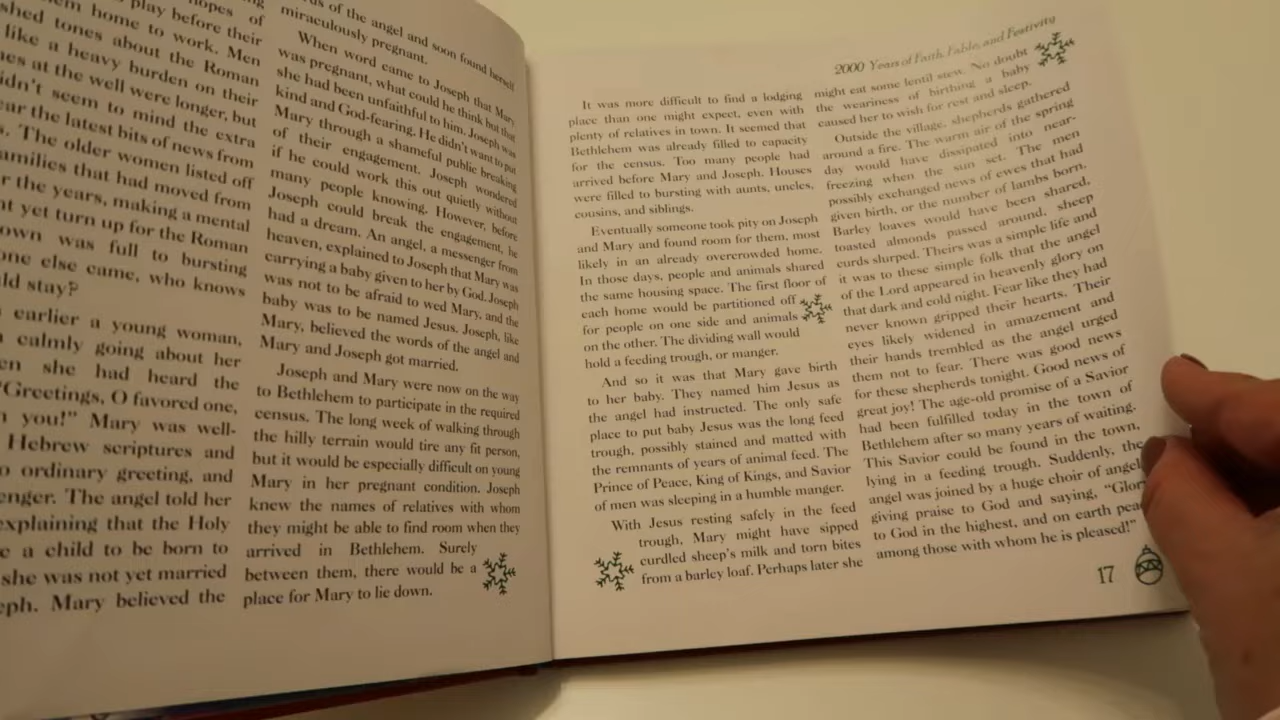 hopes of
play before their
home to work. Men
shed tones about the Roman
like a heavy burden on their
at the well were longer, but
didn't seem to mind the extra
the latest bits of news from
The older women listed off
families that had moved from
the years, making a mental
yet turn up for the Roman
was full to bursting
one else came, who knows
stay?
earlier a young woman,
calmly going about her
she had heard the
"Greetings, O favored one,
you!" Mary was well-
Hebrew scriptures and
ordinary greeting, and
The angel told her
explaining that the Holy
a child to be born to
she was not yet married
Mary believed the
of the angel and soon found herself
miraculously pregnant.
When word came to Joseph that Mary
was pregnant, what could he think but that
she had been unfaithful to him. Joseph was
kind and God-fearing. He didn't want to put
Mary through a shameful public breaking
of their engagement. Joseph wondered
if he could work this out quietly without
many people knowing. However, before
Joseph could break the engagement, he
had a dream. An angel, a messenger from
heaven, explained to Joseph that Mary was
carrying a baby given to her by God. Joseph
was not to be afraid to wed Mary, and the
baby was to be named Jesus. Joseph, like
Mary, believed the words of the angel and
Mary and Joseph got married.
Joseph and Mary were now on the way
to Bethlehem to participate in the required
census. The long week of walking through
the hilly terrain would tire any fit person,
but it would be especially difficult on young
Mary in her pregnant condition. Joseph
knew the names of relatives with whom
they might be able to find room when they
arrived in Bethlehem. Surely
between them, there would be a
place for Mary to lie down.
2000 Years of Faith, Fable, and Festivity
It was more difficult to find a lodging
place than one might expect, even with
plenty of relatives in town. It seemed that
Bethlehem was already filled to capacity
for the census. Too many people had
arrived before Mary and Joseph. Houses
were filled to bursting with aunts, uncles,
cousins, and siblings.
Eventually someone took pity on Joseph
and Mary and found room for them, most
likely in an already overcrowded home.
In those days, people and animals shared
the same housing space. The first floor of
each home would be partitioned off
for people on one side and animals
on the other. The dividing wall would
hold a feeding trough, or manger.
And so it was that Mary gave birth
to her baby. They named him Jesus as
the angel had instructed. The only safe
place to put baby Jesus was the long feed
trough, possibly stained and matted with
the remnants of years of animal feed. The
Prince of Peace, King of Kings, and Savior
of men was sleeping in a humble manger.
With Jesus resting safely in the feed
trough, Mary might have sipped
curdled sheep's milk and torn bites
from a barley loaf. Perhaps later she
might eat some lentil stew. No doubt
the weariness of birthing a baby
caused her to wish for rest and sleep.
Outside the village, shepherds gathered
around a fire. The warm air of the spring
day would have dissipated into near-
freezing when the sun set. The men
possibly exchanged news of ewes that had
given birth, or the number of lambs born.
Barley loaves would have been shared,
toasted almonds passed around, sheep
curds slurped. Theirs was a simple life and
it was to these simple folk that the angel
of the Lord appeared in heavenly glory on
that dark and cold night. Fear like they had
never known gripped their hearts. Their
eyes likely widened in amazement and
their hands trembled as the angel urged
them not to fear. There was good news
for these shepherds tonight. Good news of
great joy! The age-old promise of a Savior
had been fulfilled today in the town of
Bethlehem after so many years of waiting.
This Savior could be found in the town,
lying in a feeding trough. Suddenly, the
angel was joined by a huge choir of angel
giving praise to God and saying, "Glory
to God in the highest, and on earth pea
among those with whom he is pleased!"
17